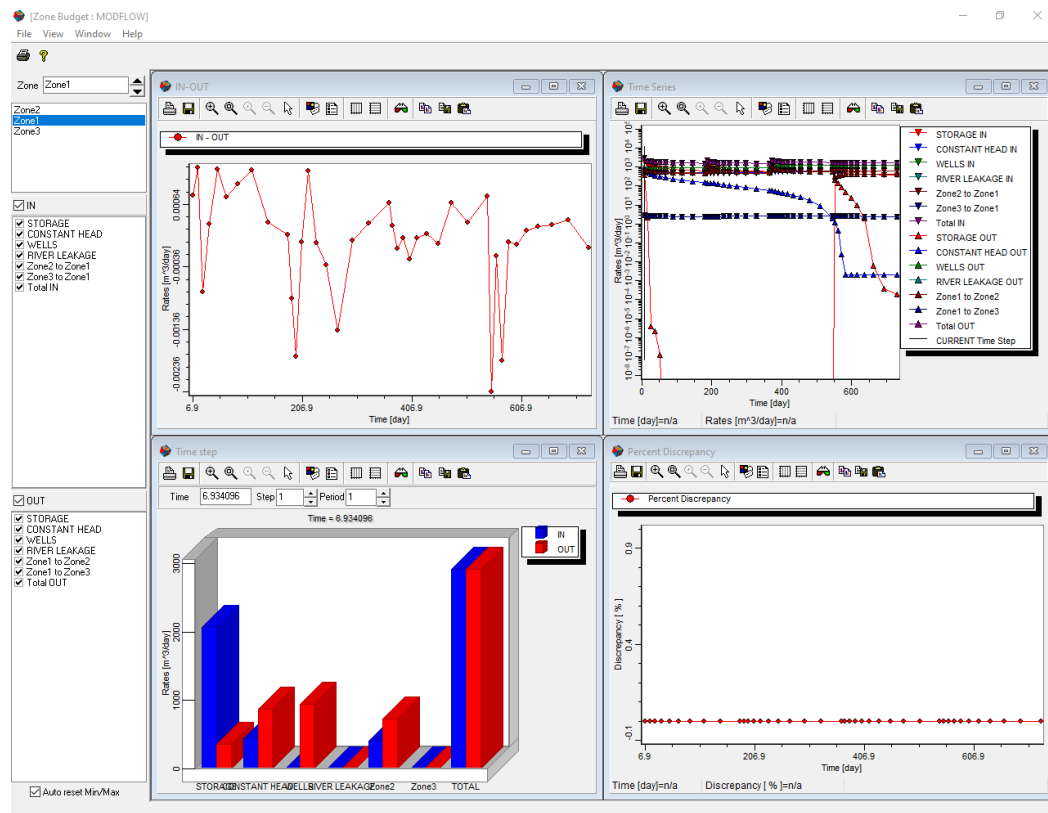 [Zone Budget : MODFLOW]
File View Window Help
Zone Zone1
Zone2
Zone1
Zone3
IN
STORAGE
CONSTANT HEAD
WELLS
RIVER LEAKAGE
Zone2 to Zone1
Zone3 to Zone1
Total IN
OUT
STORAGE
CONSTANT HEAD
WELLS
RIVER LEAKAGE
Zone1 to Zone2
Zone1 to Zone3
Total OUT
Auto reset Min/Max
IN-OUT
IN - OUT
Rates [m^3/day]
0.00064
-0.00036
-0.00136
-0.00236
6.9 206.9 406.9 606.9
Time [day]
Time Series
STORAGE IN
CONSTANT HEAD IN
WELLS IN
RIVER LEAKAGE IN
Zone2 to Zone1
Zone3 to Zone1
Total IN
STORAGE OUT
CONSTANT HEAD OUT
WELLS OUT
RIVER LEAKAGE OUT
Zone1 to Zone2
Zone1 to Zone3
Total OUT
CURRENT Time Step
Rates [m^3/day]
0 200 400 600
Time [day]
Time [day]=n/a Rates [m^3/day]=n/a
Time step
Time 6.934096 Step 1 Period 1
Time = 6.934096
IN
OUT
Rates [m^3/day]
3000
2000
1000
0
Zone2 Zone3 TOTAL
Percent Discrepancy
Percent Discrepancy
Discrepancy [ % ]
0.9
0.4
-0.1
6.9 206.9 406.9 606.9
Time [day]
Time [day]=n/a Discrepancy [ % ]=n/a